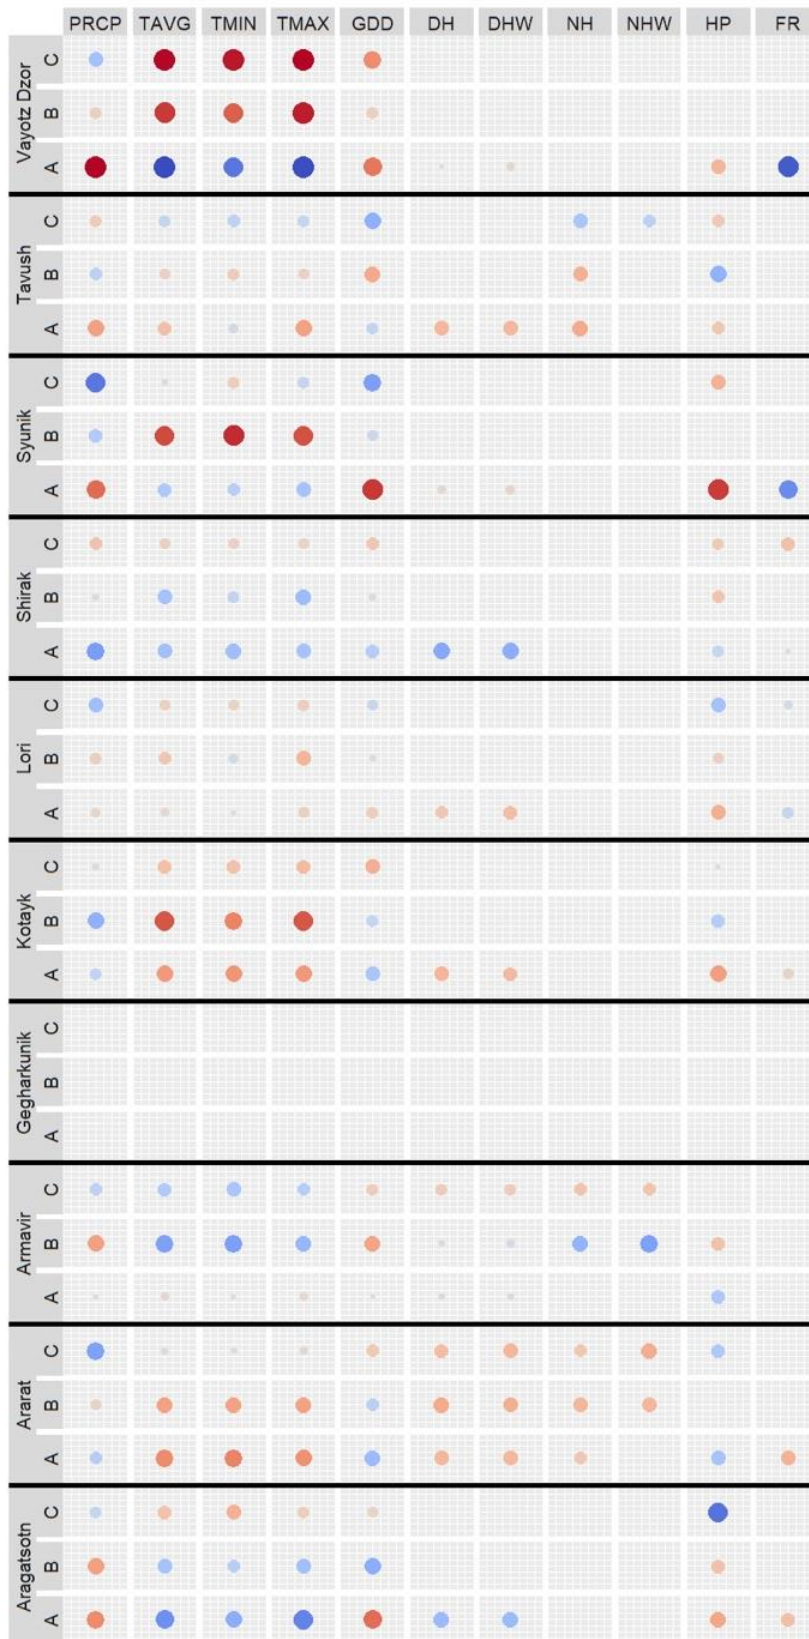 PRCP TAVG TMIN TMAX GDD DH DHW NH NHW HP FR
Vayotz Dzor
C
B
A
Tavush
C
B
A
Syunik
C
B
A
Shirak
C
B
A
Lori
C
B
A
Kotayk
C
B
A
Gegharkunik
C
B
A
Armavir
C
B
A
Ararat
C
B
A
Aragatsotn
C
B
A